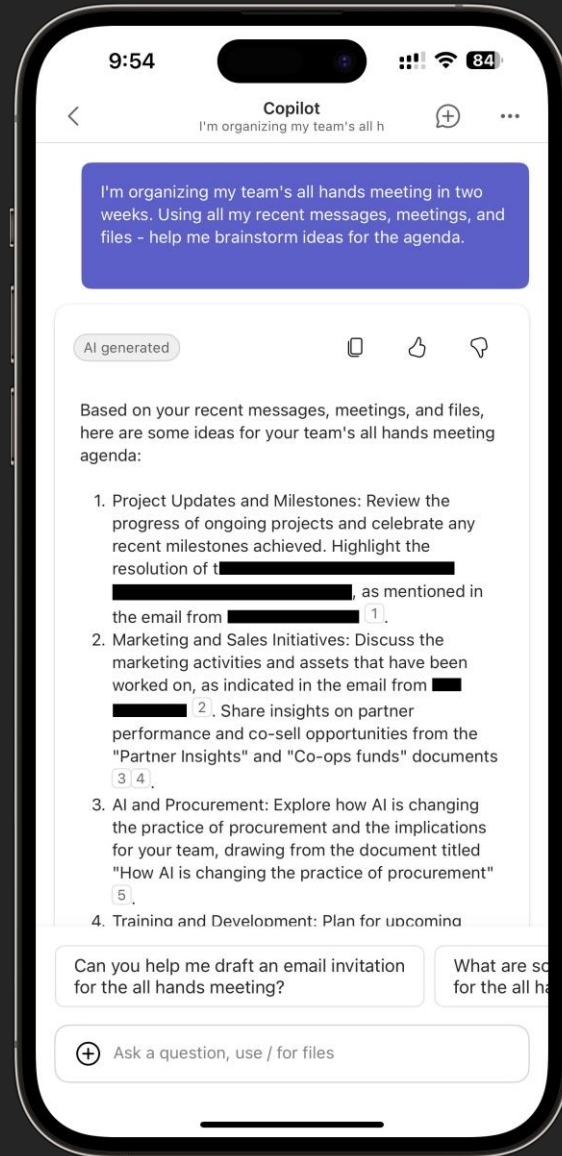 9:54
84
Copilot
I'm organizing my team's all h
I'm organizing my team's all hands meeting in two
weeks. Using all my recent messages, meetings, and
files - help me brainstorm ideas for the agenda.
AI generated
Based on your recent messages, meetings, and files,
here are some ideas for your team's all hands meeting
agenda:
1. Project Updates and Milestones: Review the
progress of ongoing projects and celebrate any
recent milestones achieved. Highlight the
resolution of t
, as mentioned in
the email from 1.
2. Marketing and Sales Initiatives: Discuss the
marketing activities and assets that have been
worked on, as indicated in the email from
2. Share insights on partner
performance and co-sell opportunities from the
"Partner Insights" and "Co-ops funds" documents
3 4.
3. AI and Procurement: Explore how AI is changing
the practice of procurement and the implications
for your team, drawing from the document titled
"How AI is changing the practice of procurement"
5.
4. Training and Development: Plan for upcoming
Can you help me draft an email invitation
for the all hands meeting?
What are so
for the all ha
Ask a question, use / for files